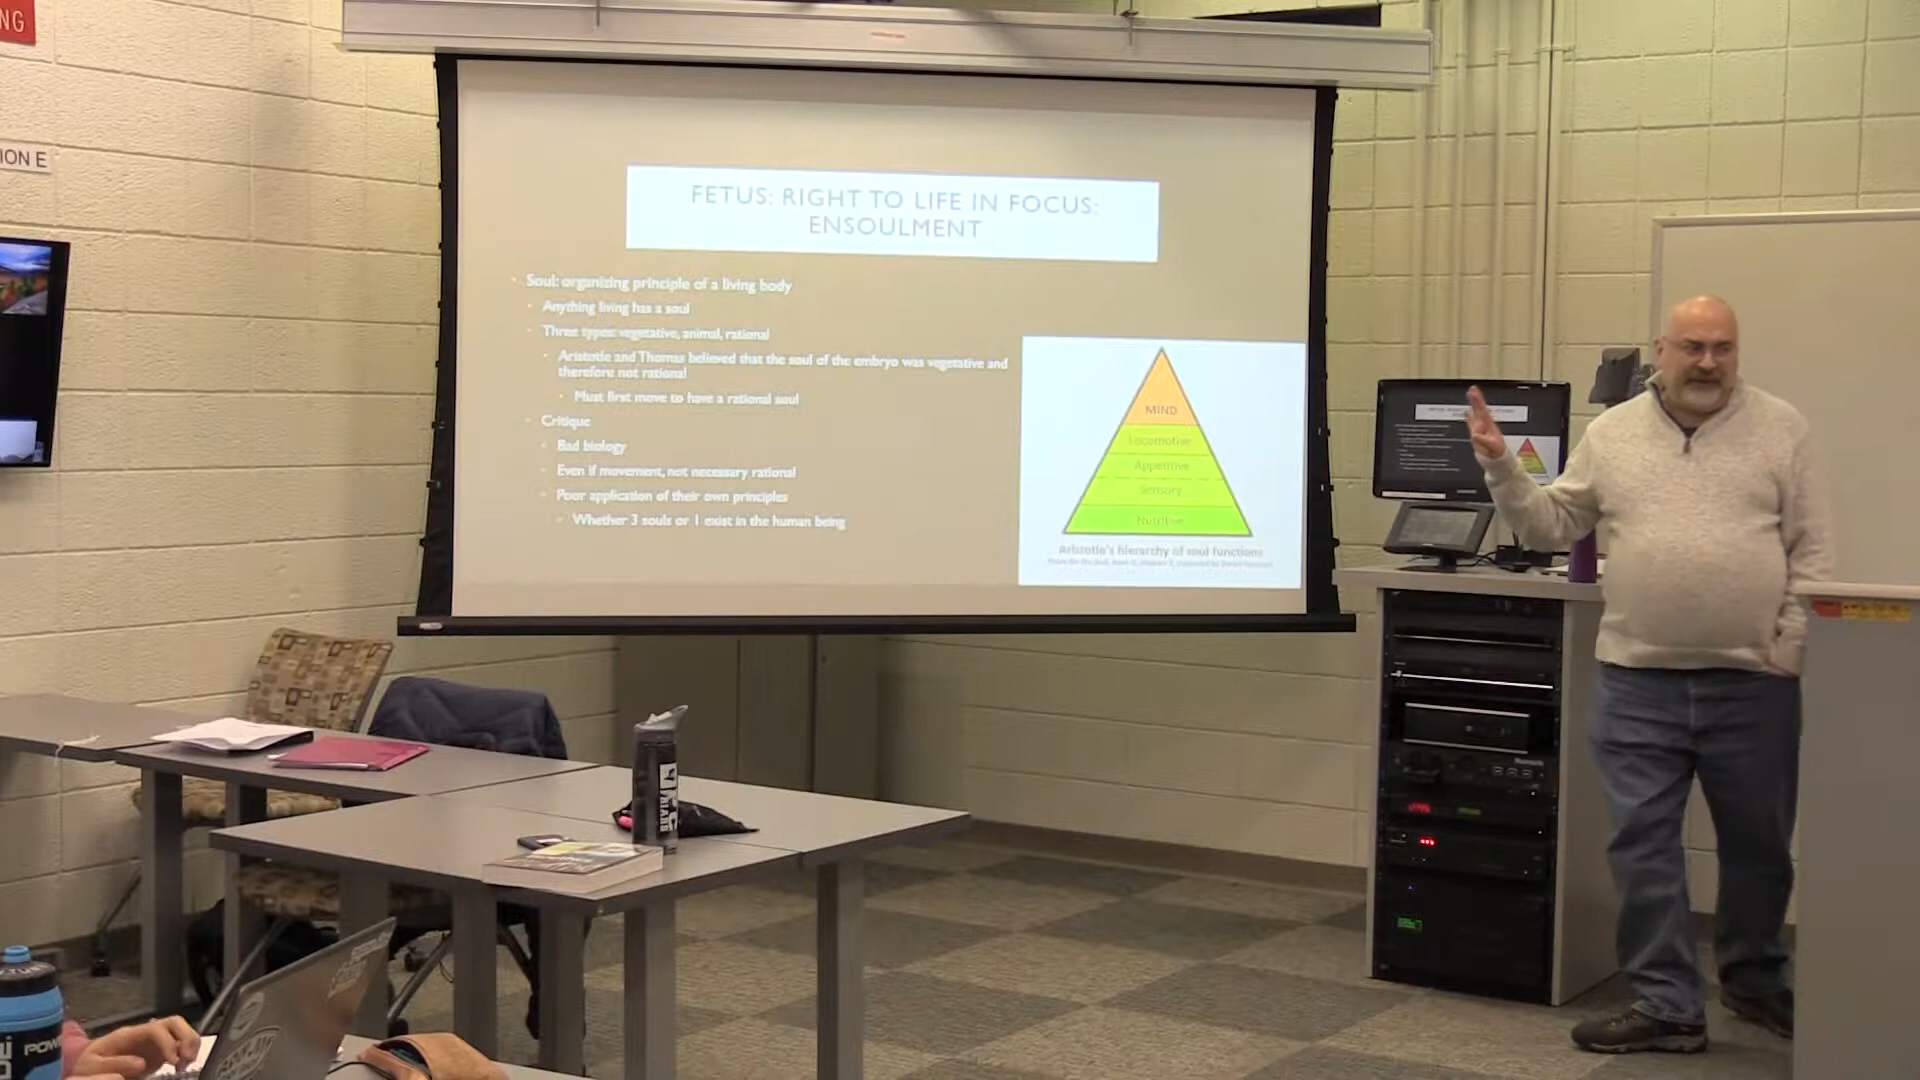 NG
ION E
FETUS: RIGHT TO LIFE IN FOCUS:
ENSOULMENT
Soul: organizing principle of a living body
Anything living has a soul
Three types: vegetative, animal, rational
Aristotle and Thomas believed that the soul of the embryo was vegetative and
therefore not rational
Must first move to have a rational soul
Critique
Bad biology
Even if movement, not necessary rational
Poor application of their own principles
Whether 3 souls or 1 exist in the human being
MIND
Locomotive
Appetitive
Sensory
Nutritive
Aristotle's hierarchy of soul functions